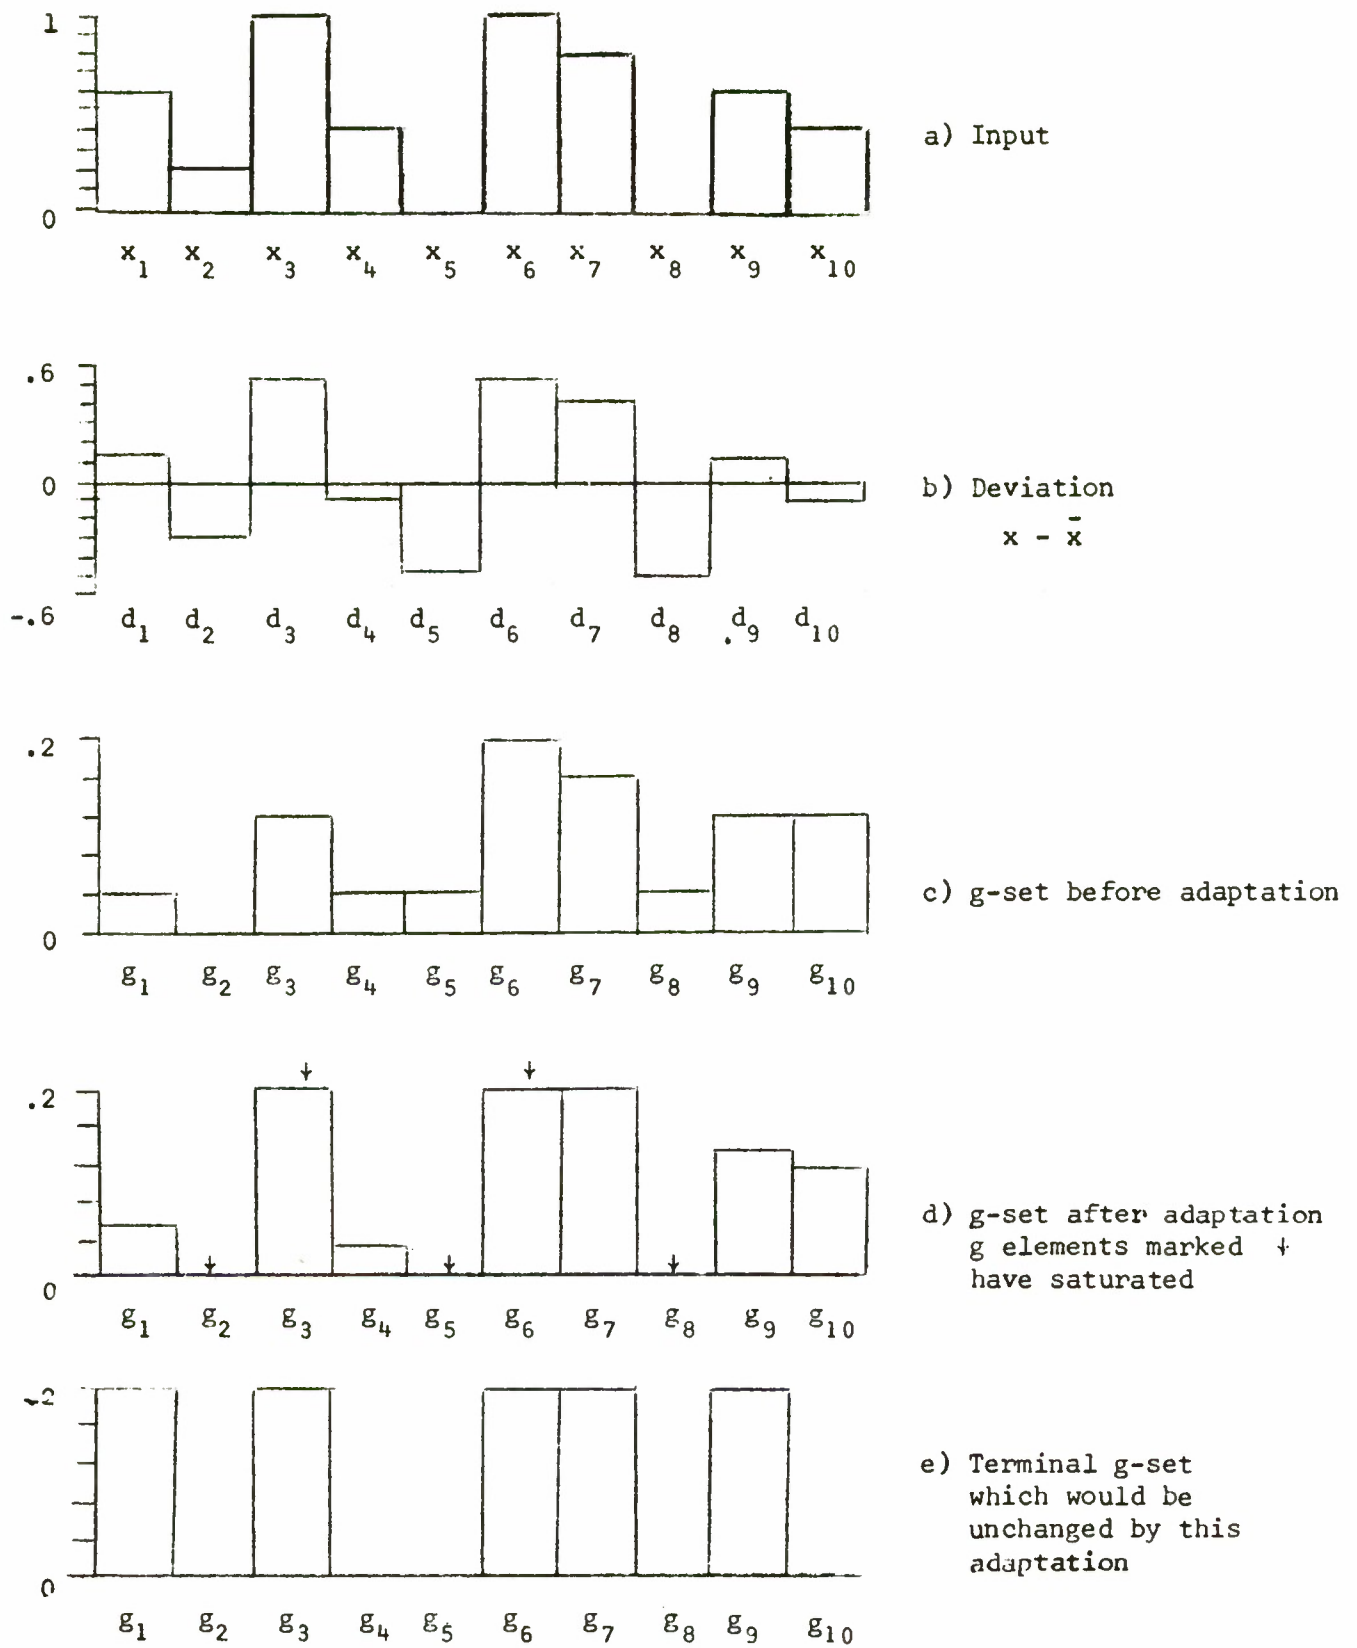 1
0
x1 x2 x3 x4 x5 x6 x7 x8 x9 x10
a) Input
.6
0
-.6
d1 d2 d3 d4 d5 d6 d7 d8 d9 d10
b) Deviation
x - x̄
.2
0
g1 g2 g3 g4 g5 g6 g7 g8 g9 g10
c) g-set before adaptation
.2
0
g1 g2 g3 g4 g5 g6 g7 g8 g9 g10
d) g-set after adaptation
g elements marked ↓
have saturated
.2
0
g1 g2 g3 g4 g5 g6 g7 g8 g9 g10
e) Terminal g-set
which would be
unchanged by this
adaptation